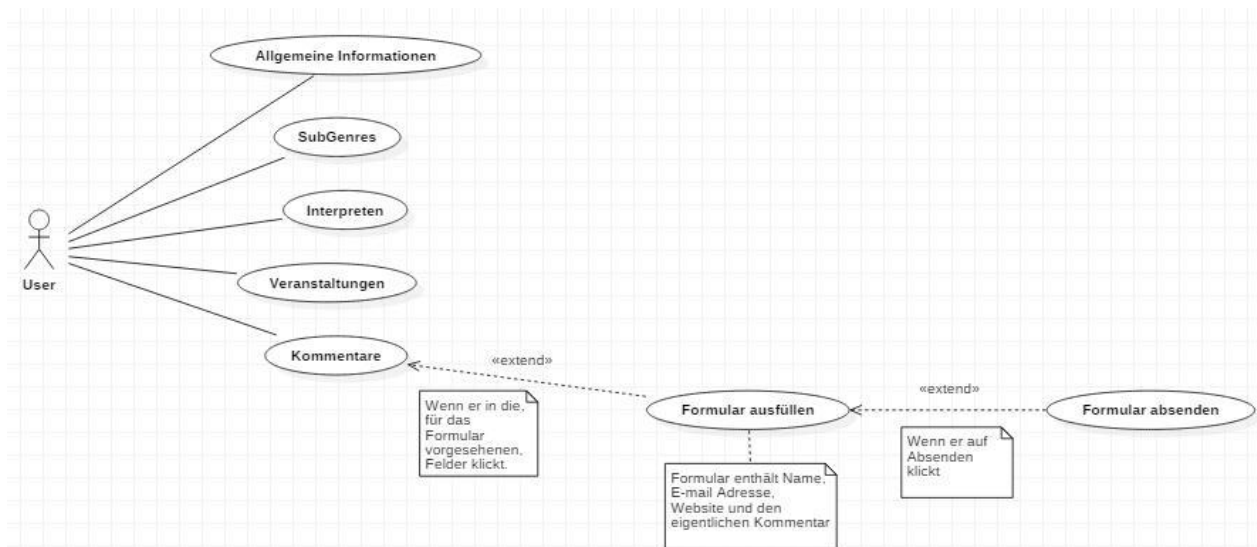 Allgemeine Informationen
SubGenres
Interpreten
User
Veranstaltungen
Kommentare
«extend»
Wenn er in die,
für das
Formular
vorgesehenen,
Felder klickt.
Formular ausfüllen
Formular enthält Name,
E-mail Adresse,
Website und den
eigentlichen Kommentar
«extend»
Wenn er auf
Absenden
klickt
Formular absenden